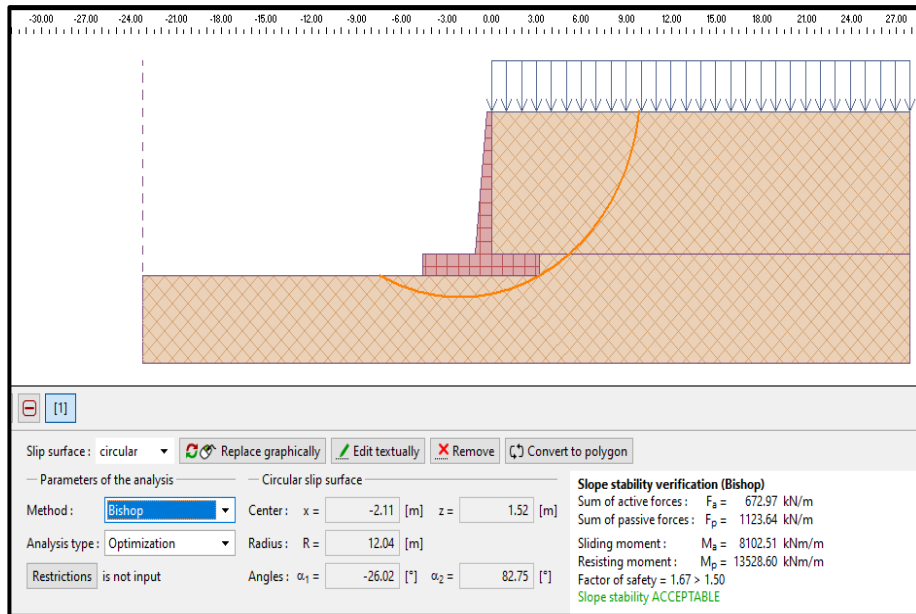 -30.00 -21.00 -18.00 -15.00 -12.00 -9.00 -6.00 -3.00 0.00 3.00 6.00 9.00 12.00 15.00 18.00 21.00 24.00 27.00
[1]
Slip surface : circular Replace graphically Edit textually Remove Convert to polygon
Parameters of the analysis Circular slip surface
Method : Bishop Center : x = -2.11 [m] z = 1.52 [m]
Analysis type : Optimization Radius : R = 12.04 [m]
Restrictions is not input Angles : α1 = -26.02 [°] α2 = 82.75 [°]
Slope stability verification (Bishop)
Sum of active forces : Fa = 672.97 kN/m
Sum of passive forces : Fp = 1123.64 kN/m
Sliding moment : Ma = 8102.51 kNm/m
Resisting moment : Mp = 13528.60 kNm/m
Factor of safety = 1.67 > 1.50
Slope stability ACCEPTABLE